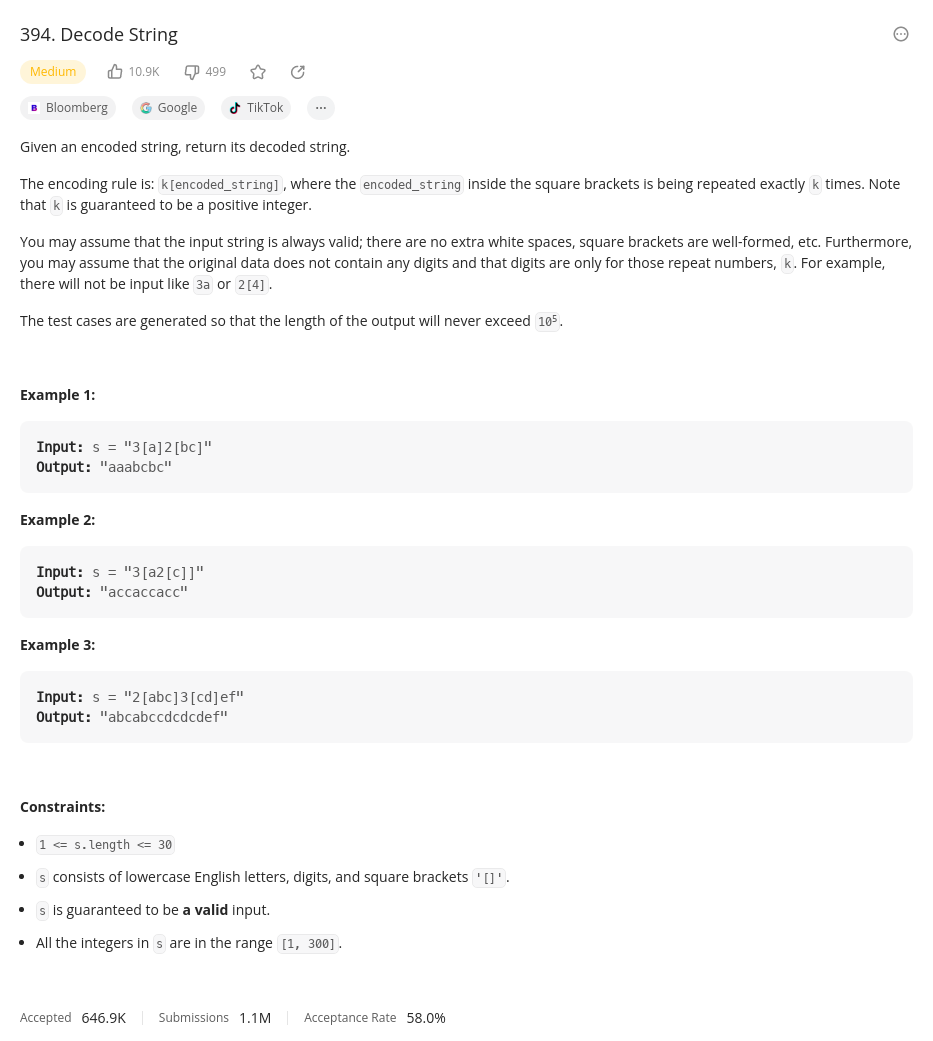 394. Decode String
Medium 10.9K 499
B Bloomberg Google TikTok ...
Given an encoded string, return its decoded string.
The encoding rule is: k[encoded_string], where the encoded_string inside the square brackets is being repeated exactly k times. Note
that k is guaranteed to be a positive integer.
You may assume that the input string is always valid; there are no extra white spaces, square brackets are well-formed, etc. Furthermore,
you may assume that the original data does not contain any digits and that digits are only for those repeat numbers, k. For example,
there will not be input like 3a or 2[4].
The test cases are generated so that the length of the output will never exceed 10⁵.
Example 1:
Input: s = "3[a]2[bc]"
Output: "aaabcbc"
Example 2:
Input: s = "3[a2[c]]"
Output: "accaccacc"
Example 3:
Input: s = "2[abc]3[cd]ef"
Output: "abcabccdcdcdef"
Constraints:
• 1 <= s.length <= 30
• s consists of lowercase English letters, digits, and square brackets '[]'.
• s is guaranteed to be a valid input.
• All the integers in s are in the range [1, 300].
Accepted 646.9K Submissions 1.1M Acceptance Rate 58.0%